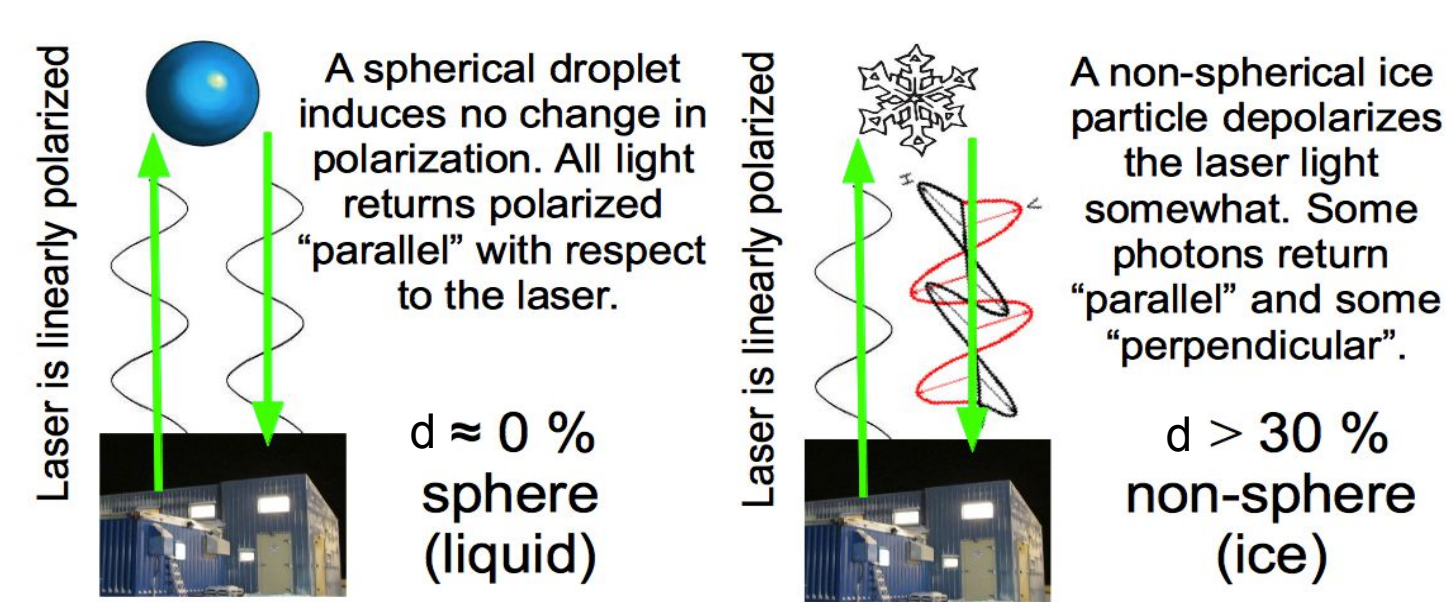 Laser is linearly polarized
A spherical droplet
induces no change in
polarization. All light
returns polarized
“parallel” with respect
to the laser.
d ≈ 0 %
sphere
(liquid)
Laser is linearly polarized
H
V
A non-spherical ice
particle depolarizes
the laser light
somewhat. Some
photons return
“parallel” and some
“perpendicular”.
d > 30 %
non-sphere
(ice)